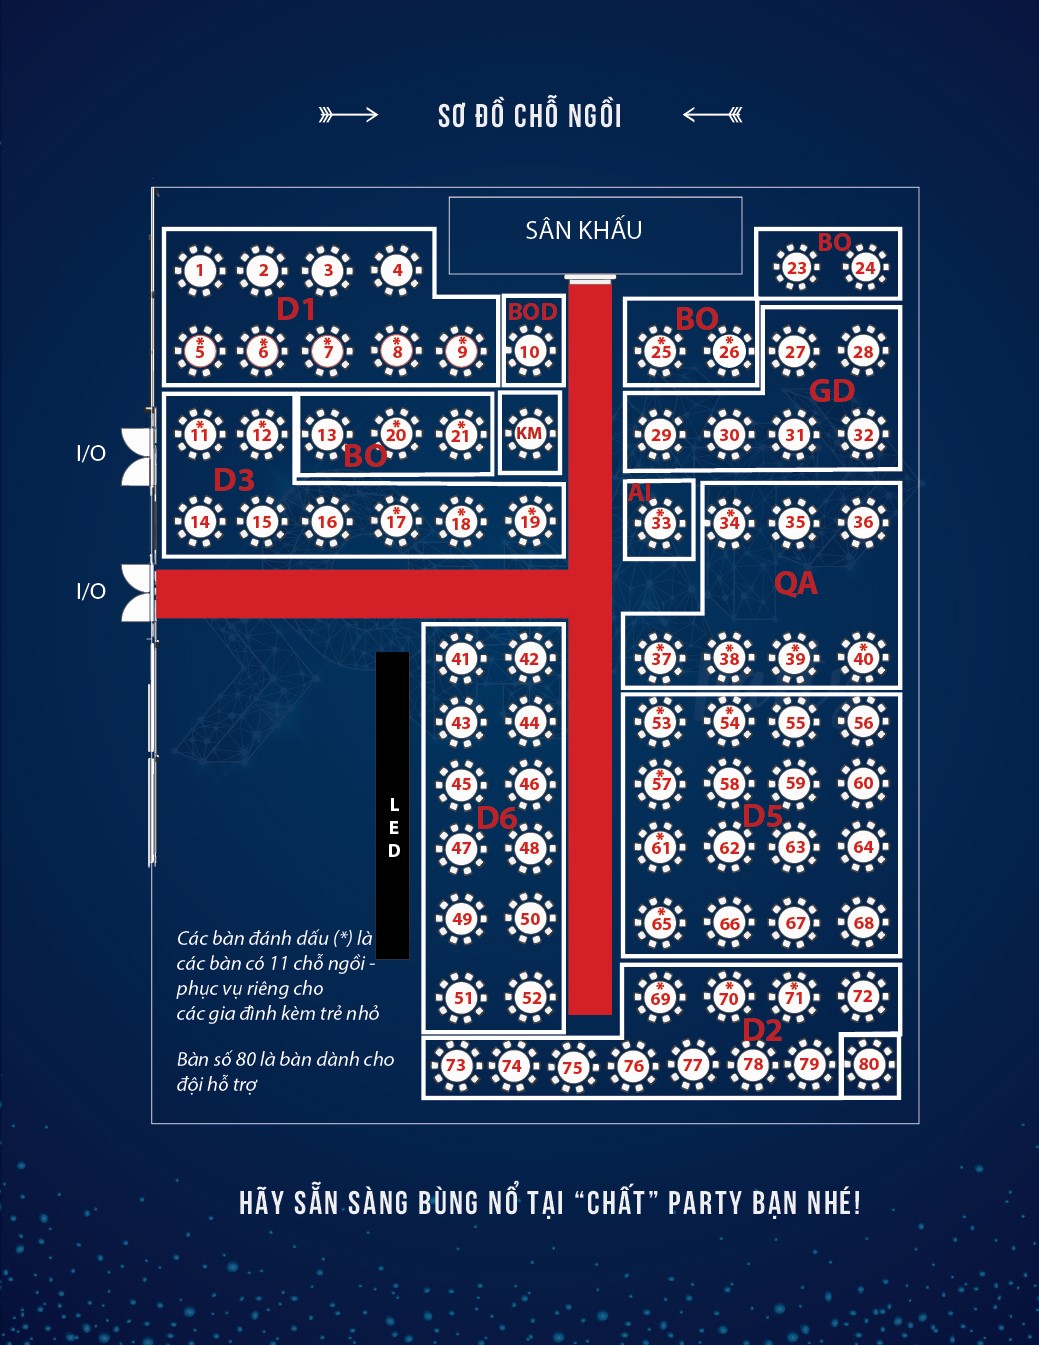 SƠ ĐỒ CHỖ NGỒI
SÂN KHẤU
BO
23 24
1 2 3 4
D1
BOD
BO
* * * * *
5 6 7 8 9 10
* *
25 26 27 28
GD
* * * *
11 12 13 20 21 KM
29 30 31 32
BO
D3
AI
* * *
14 15 16 17 18 19
* *
33 34 35 36
QA
I/O
I/O
41 42
* * * *
37 38 39 40
43 44
* *
53 54 55 56
45 46
*
57 58 59 60
D6
D5
47 48
*
61 62 63 64
49 50
*
65 66 67 68
51 52
* * *
69 70 71 72
D2
73 74 75 76 77 78 79 80
L
E
D
Các bàn đánh dấu (*) là
các bàn có 11 chỗ ngồi -
phục vụ riêng cho
các gia đình kèm trẻ nhỏ
Bàn số 80 là bàn dành cho
đội hỗ trợ
HÃY SẴN SÀNG BÙNG NỔ TẠI “CHẤT” PARTY BẠN NHÉ!